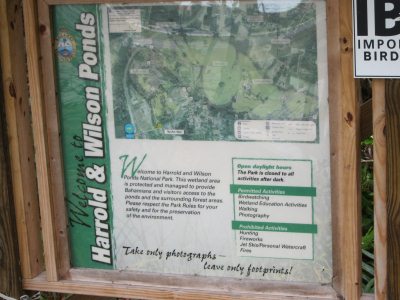 Welcome to
Harrold & Wilson Ponds
IB
IMPO
BIRD
Welcome to Harrold and Wilson
Ponds National Park. This wetland area
is protected and managed to provide
Bahamians and visitors access to the
ponds and the surrounding forest areas.
Please respect the Park Rules for your
safety and for the preservation
of the environment.
Open daylight hours
The Park is closed to all
activities after dark.
Permitted Activities
Birdwatching
Wetland Education Activities
Walking
Photography
Prohibited Activities
Hunting
Fireworks
Jet Skis/Personal Watercraft
Fires
Take only photographs —
leave only footprints!